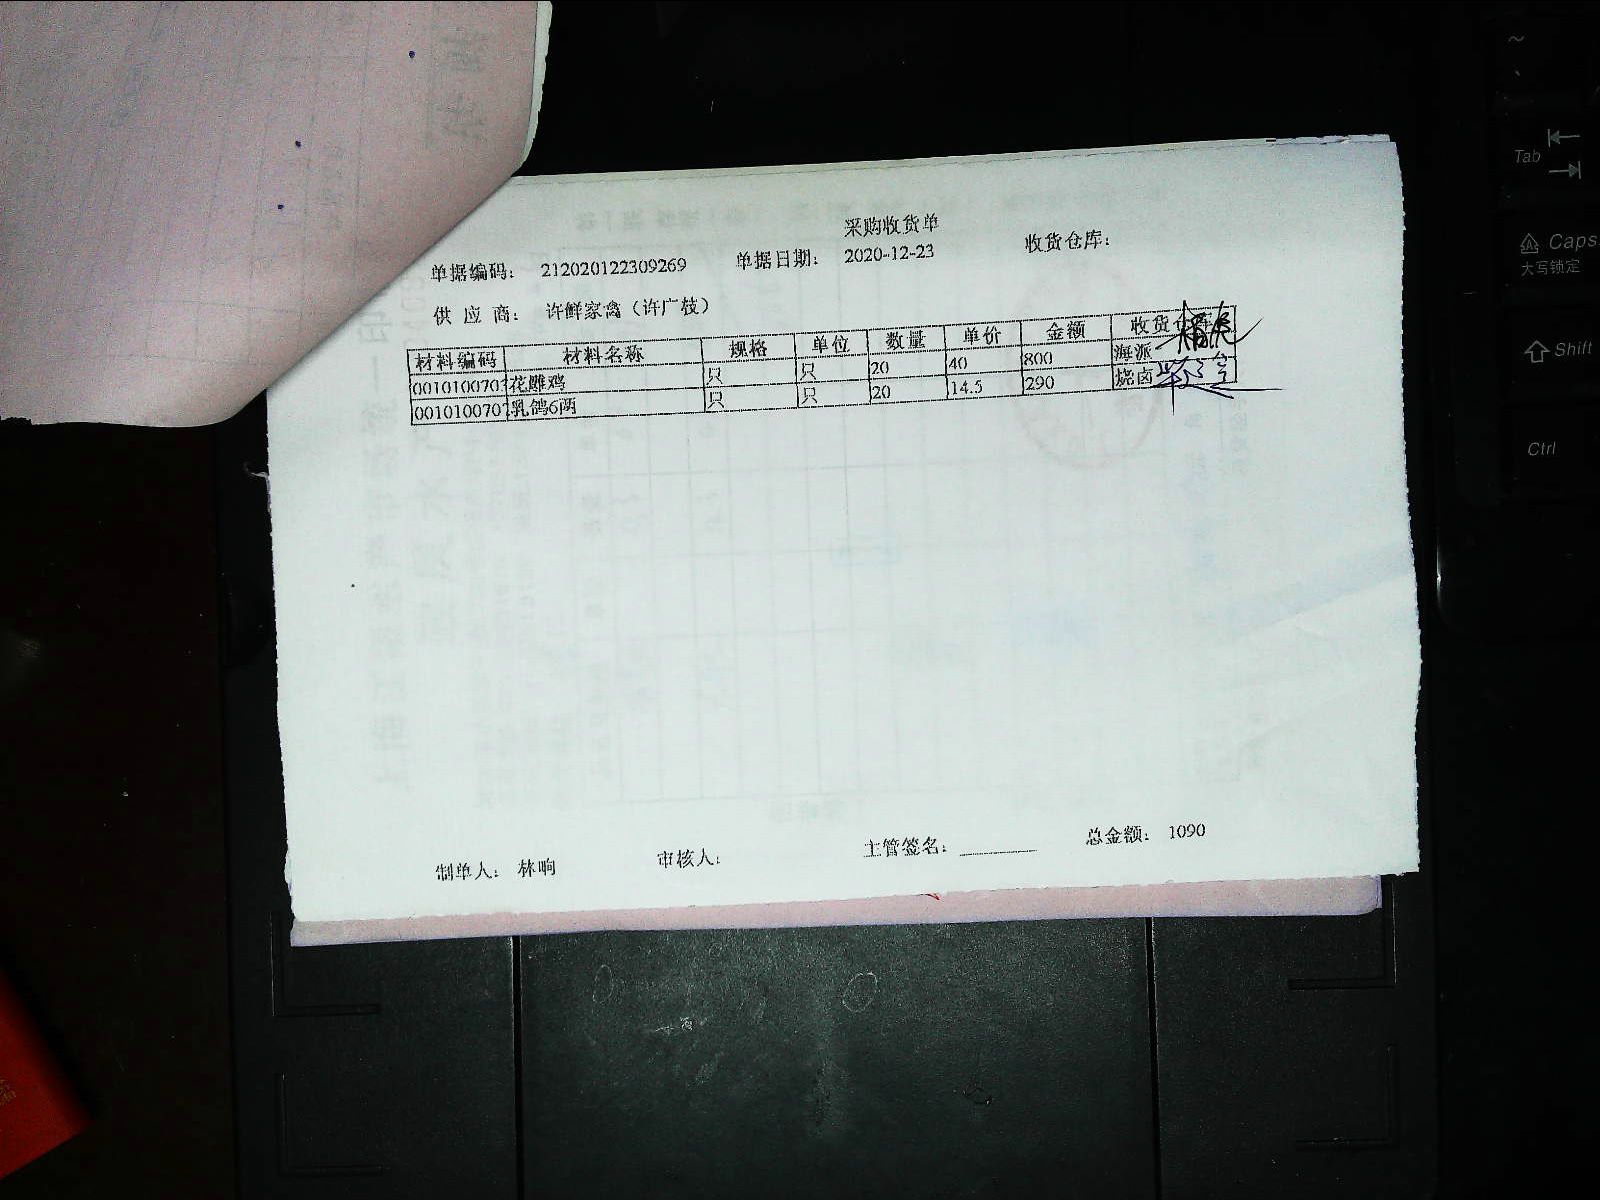 采购收货单
单据编码： 212020122309269 单据日期： 2020-12-23 收货仓库：
供 应 商： 许鲜家禽（许广枝）
材料编码 材料名称 规格 单位 数量 单价 金额 收货仓库
0010100703 花雕鸡 只 只 20 40 800 海派
0010100707 乳鸽6两 只 只 20 14.5 290 烧卤
制单人： 林晌 审核人： 主管签名： 总金额： 1090
~
Tab
Caps
大写锁定
Shift
Ctrl